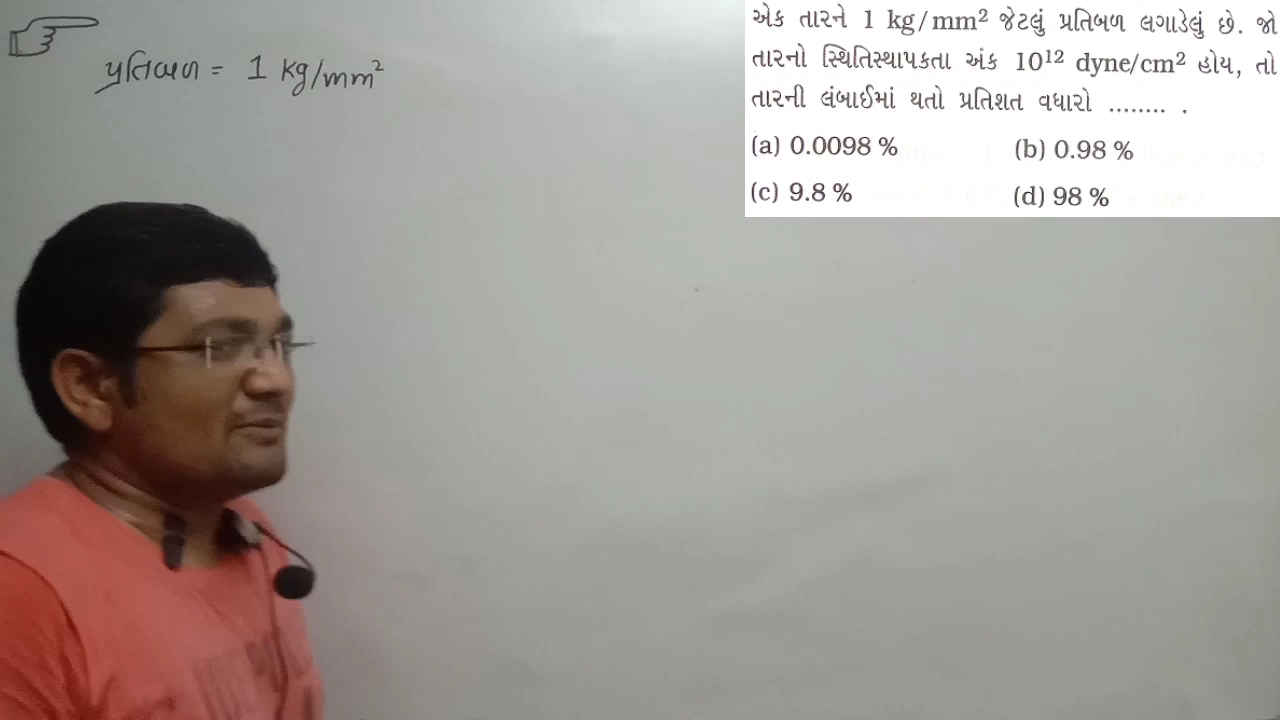 પ્રતિબળ = 1 kg/mm²
એક તારને 1 kg/mm² જેટલું પ્રતિબળ લગાડેલું છે. જો
તારનો સ્થિતિસ્થાપકતા અંક 10¹² dyne/cm² હોય, તો
તારની લંબાઈમાં થતો પ્રતિશત વધારો ........ .
(a) 0.0098 % (b) 0.98 %
(c) 9.8 % (d) 98 %